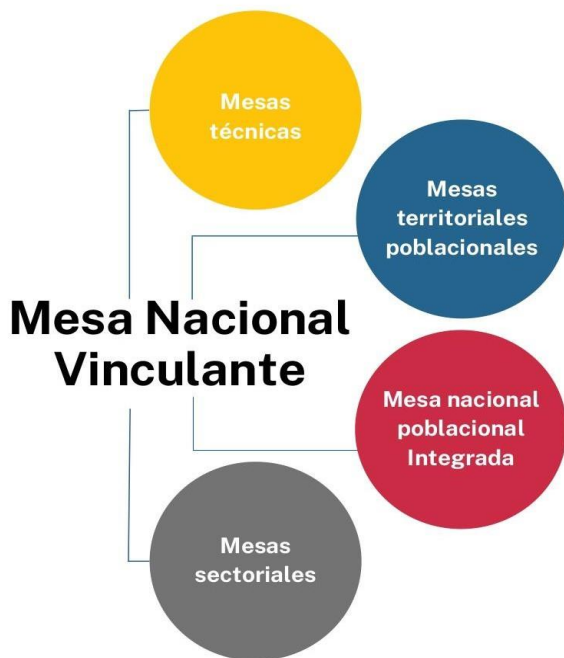 Mesas
técnicas
Mesas
territoriales
poblacionales
Mesa Nacional
Vinculante
Mesa nacional
poblacional
Integrada
Mesas
sectoriales